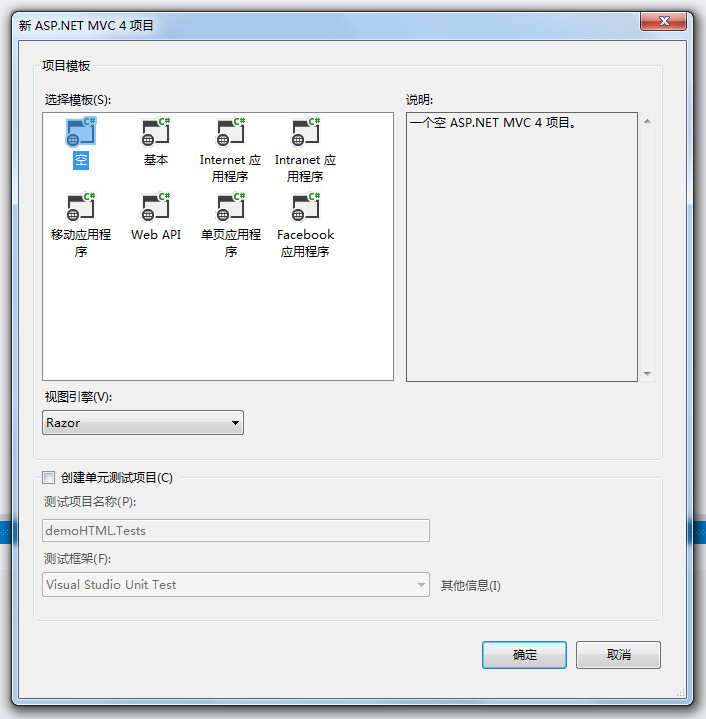 新 ASP.NET MVC 4 项目
项目模板
选择模板(S):
说明:
C# C# C# C#
空
基本
Internet 应
用程序
Intranet 应
用程序
C# C# C# C#
移动应用程
序
Web API
单页应用程
序
Facebook
应用程序
一个空 ASP.NET MVC 4 项目。
视图引擎(V):
Razor
创建单元测试项目(C)
测试项目名称(P):
demoHTML.Tests
测试框架(F):
Visual Studio Unit Test
其他信息(I)
确定
取消